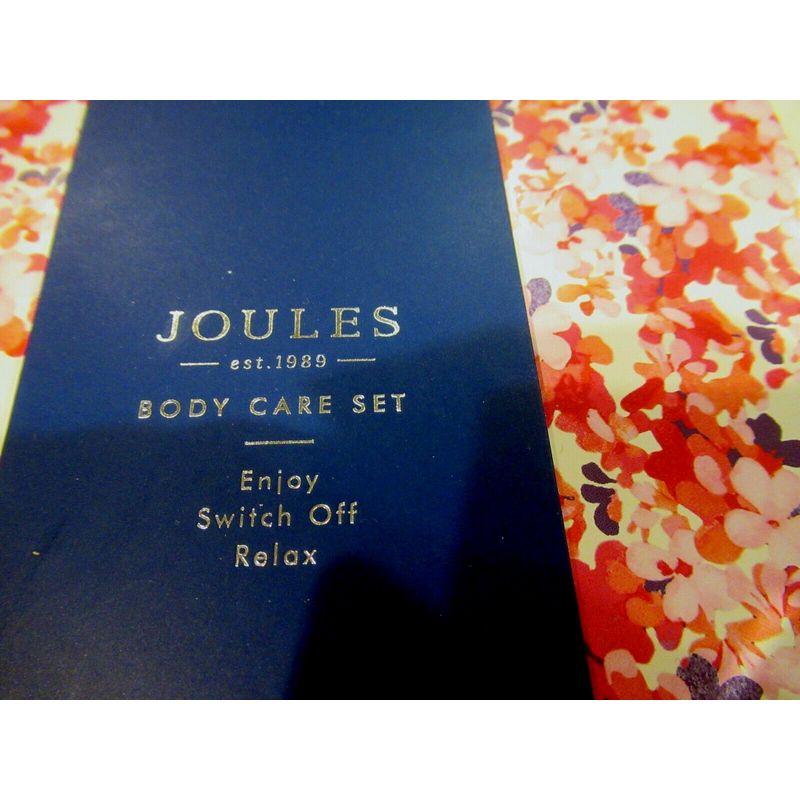 JOULES
est.1989
BODY CARE SET
Enjoy
Switch Off
Relax